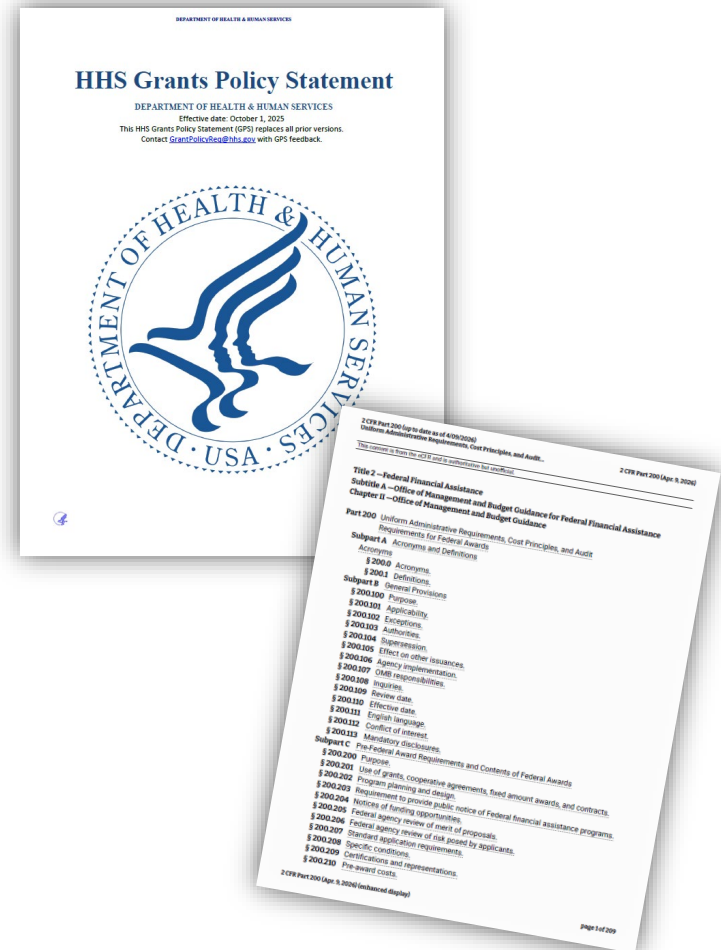 DEPARTMENT OF HEALTH & HUMAN SERVICES
HHS Grants Policy Statement
DEPARTMENT OF HEALTH & HUMAN SERVICES
Effective date: October 1, 2025
This HHS Grants Policy Statement (GPS) replaces all prior versions.
Contact GrantPolicyReq@hhs.gov with GPS feedback.
DEPARTMENT OF HEALTH & HUMAN SERVICES · USA ·
2 CFR Part 200 (up to date as of 4/09/2026)
Uniform Administrative Requirements, Cost Principles, and Audit...
2 CFR Part 200 (Apr. 9, 2026)
This content is from the eCFR and is authoritative but unofficial.
Title 2 —Federal Financial Assistance
Subtitle A —Office of Management and Budget Guidance for Federal Financial Assistance
Chapter II —Office of Management and Budget Guidance
Part 200 Uniform Administrative Requirements, Cost Principles, and Audit
Requirements for Federal Awards
Subpart A Acronyms and Definitions
Acronyms
§ 200.0 Acronyms.
§ 200.1 Definitions.
Subpart B General Provisions
§ 200.100 Purpose.
§ 200.101 Applicability.
§ 200.102 Exceptions.
§ 200.103 Authorities.
§ 200.104 Supersession.
§ 200.105 Effect on other issuances.
§ 200.106 Agency implementation.
§ 200.107 OMB responsibilities.
§ 200.108 Inquiries.
§ 200.109 Review date.
§ 200.110 Effective date.
§ 200.111 English language.
§ 200.112 Conflict of interest.
§ 200.113 Mandatory disclosures.
Subpart C Pre-Federal Award Requirements and Contents of Federal Awards
§ 200.200 Purpose.
§ 200.201 Use of grants, cooperative agreements, fixed amount awards, and contracts.
§ 200.202 Program planning and design.
§ 200.203 Requirement to provide public notice of Federal financial assistance programs.
§ 200.204 Notices of funding opportunities.
§ 200.205 Federal agency review of merit of proposals.
§ 200.206 Federal agency review of risk posed by applicants.
§ 200.207 Standard application requirements.
§ 200.208 Specific conditions.
§ 200.209 Certifications and representations.
§ 200.210 Pre-award costs.
2 CFR Part 200 (Apr. 9, 2026) (enhanced display)
page 1 of 209